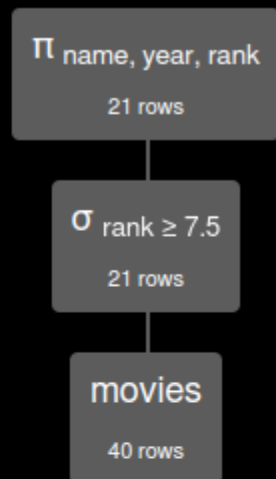 π name, year, rank
21 rows
σ rank ≥ 7.5
21 rows
movies
40 rows